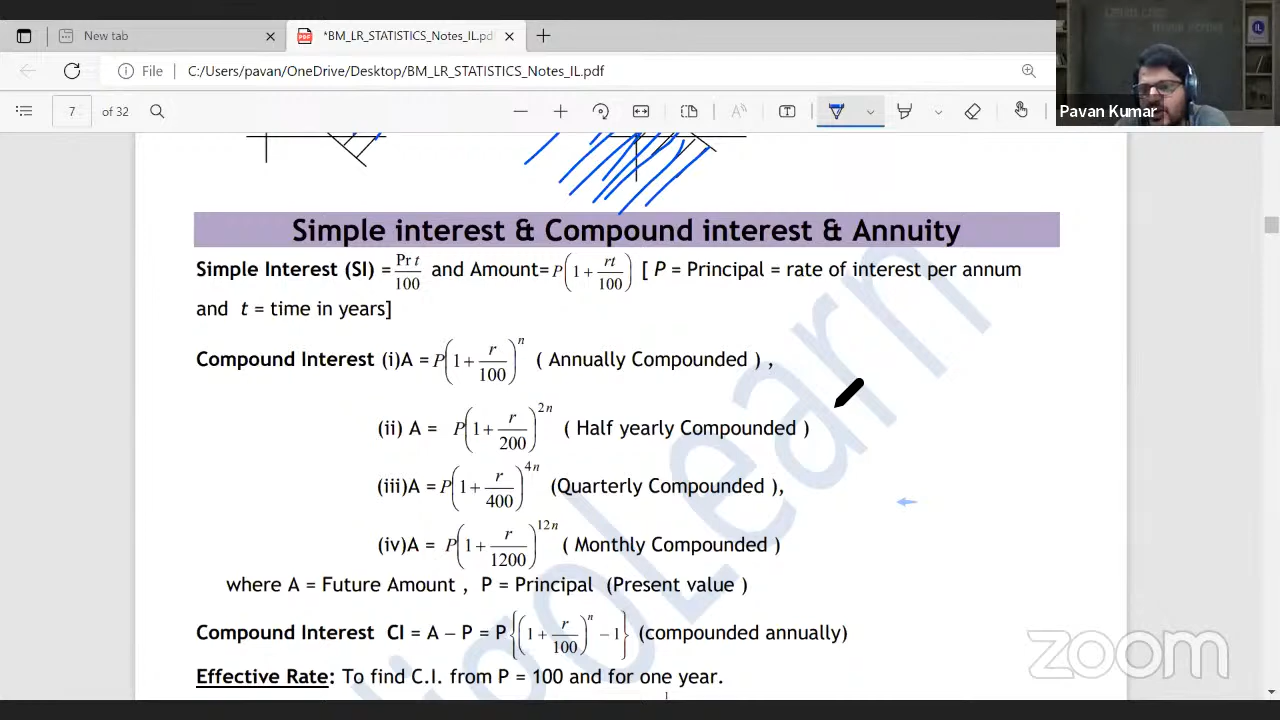 New tab
*BM_LR_STATISTICS_Notes_IL.pdf
File C:/Users/pavan/OneDrive/Desktop/BM_LR_STATISTICS_Notes_IL.pdf
7 of 32
Pavan Kumar
Simple interest & Compound interest & Annuity
Simple Interest (SI) = Pr t / 100 and Amount= P(1 + rt/100) [ P = Principal = rate of interest per annum
and t = time in years]
Compound Interest (i)A = P(1 + r/100)^n ( Annually Compounded ) ,
(ii) A = P(1 + r/200)^2n ( Half yearly Compounded )
(iii)A = P(1 + r/400)^4n (Quarterly Compounded ),
(iv)A = P(1 + r/1200)^12n ( Monthly Compounded )
where A = Future Amount , P = Principal (Present value )
Compound Interest CI = A – P = P{(1 + r/100)^n − 1} (compounded annually)
Effective Rate: To find C.I. from P = 100 and for one year.
zoom